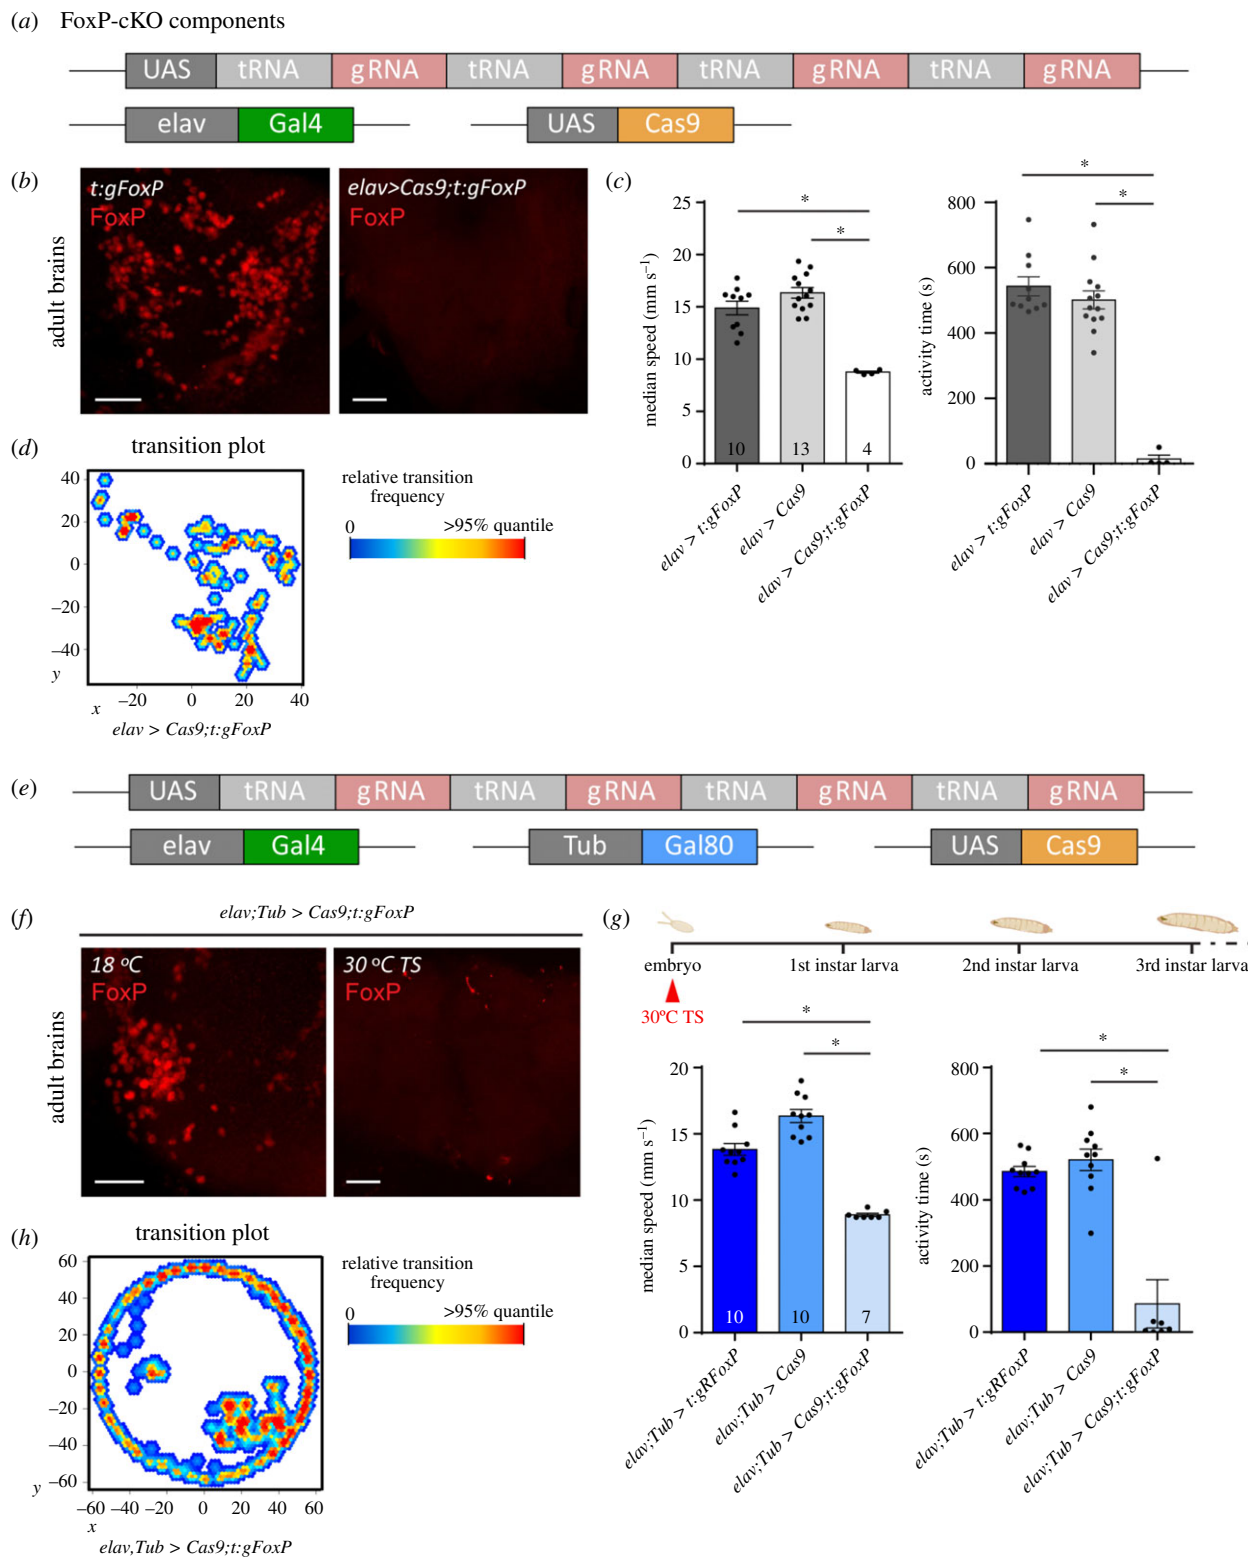 (a) FoxP-cKO components
UAS tRNA gRNA tRNA gRNA tRNA gRNA tRNA gRNA
elav Gal4 UAS Cas9
(b)
t:gFoxP
FoxP
elav>Cas9;t:gFoxP
FoxP
adult brains
(c)
*
*
25
20
15
10
5
0
median speed (mm s⁻¹)
10 13 4
elav > t:gFoxP
elav > Cas9
elav > Cas9;t:gFoxP
*
*
800
600
400
200
0
activity time (s)
elav > t:gFoxP
elav > Cas9
elav > Cas9;t:gFoxP
(d)
transition plot
40
20
0
–20
–40
y
–20 0 20 40
x
elav > Cas9;t:gFoxP
relative transition
frequency
0 >95% quantile
(e)
UAS tRNA gRNA tRNA gRNA tRNA gRNA tRNA gRNA
elav Gal4 Tub Gal80 UAS Cas9
(f)
elav;Tub > Cas9;t:gFoxP
18 ºC
FoxP
30 ºC TS
FoxP
adult brains
(g)
embryo 1st instar larva 2nd instar larva 3rd instar larva
30ºC TS
*
*
20
15
10
5
0
median speed (mm s⁻¹)
10 10 7
elav;Tub > t:gRFoxP
elav;Tub > Cas9
elav;Tub > Cas9;t:gFoxP
*
*
800
600
400
200
0
activity time (s)
elav;Tub > t:gRFoxP
elav;Tub > Cas9
elav;Tub > Cas9;t:gFoxP
(h)
transition plot
60
40
20
0
–20
–40
–60
y
–60 –40 –20 0 20 40 60
x
elav,Tub > Cas9;t:gFoxP
relative transition
frequency
0 >95% quantile